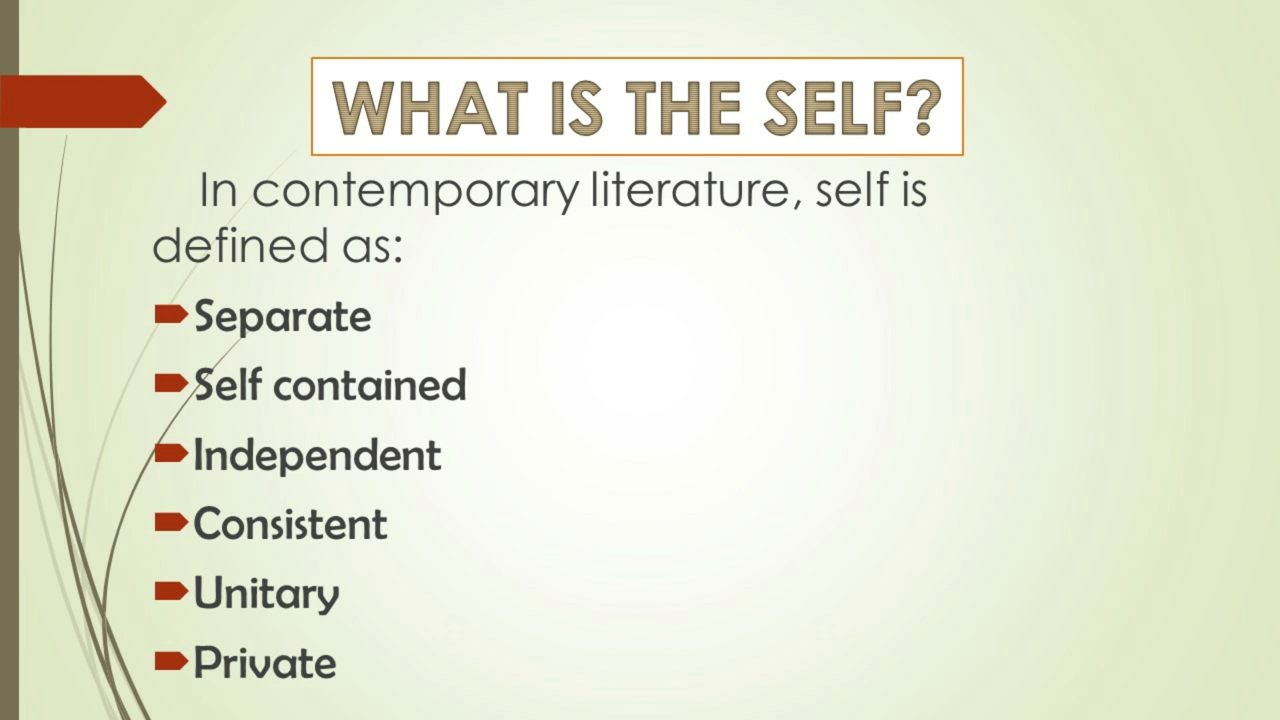 WHAT IS THE SELF?
In contemporary literature, self is
defined as:
Separate
Self contained
Independent
Consistent
Unitary
Private